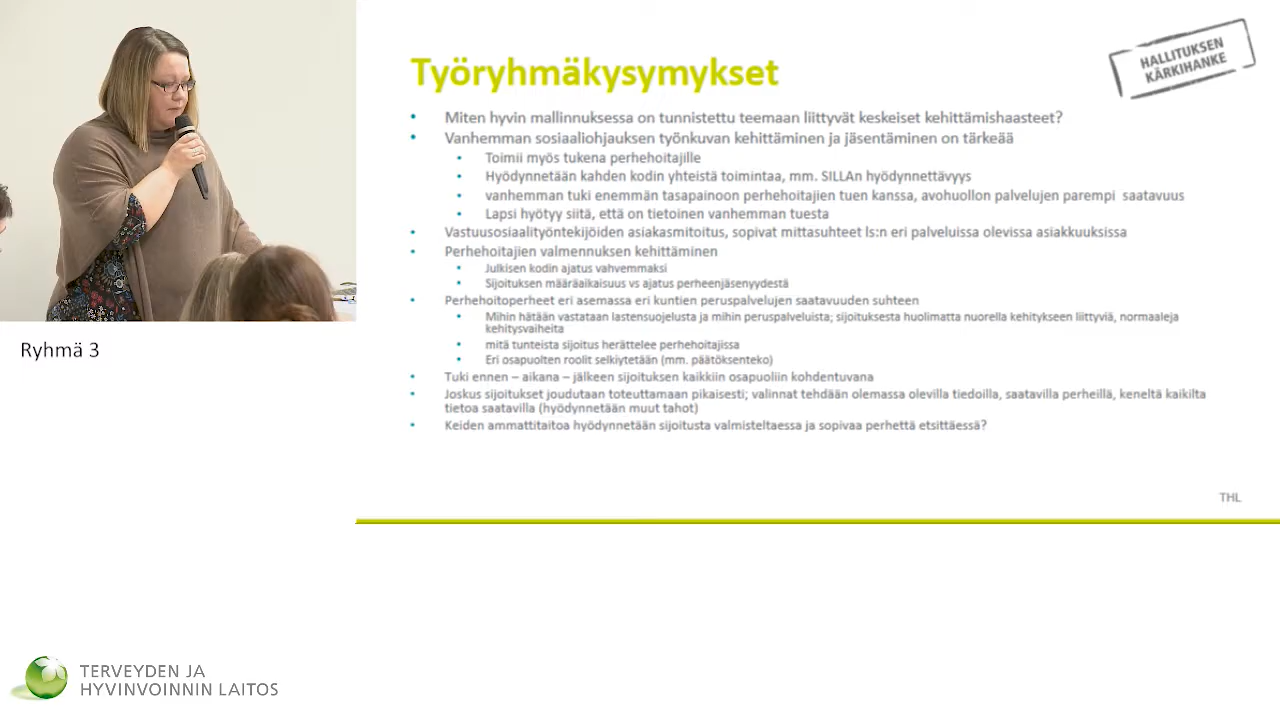 Työryhmäkysymykset
HALLITUKSEN
KÄRKIHANKE
• Miten hyvin mallinnuksessa on tunnistettu teemaan liittyvät keskeiset kehittämishaasteet?
• Vanhemman sosiaaliohjauksen työnkuvan kehittäminen ja jäsentäminen on tärkeää
• Toimii myös tukena perhehoitajille
• Hyödynnetään kahden kodin yhteistä toimintaa, mm. SILLAn hyödynnettävyys
• vanhemman tuki enemmän tasapainoon perhehoitajien tuen kanssa, avohuollon palvelujen parempi saatavuus
• Lapsi hyötyy siitä, että on tietoinen vanhemman tuesta
• Vastuusosiaalityöntekijöiden asiakasmitoitus, sopivat mittasuhteet ls:n eri palveluissa olevissa asiakkuuksissa
• Perhehoitajien valmennuksen kehittäminen
• Julkisen kodin ajatus vahvemmaksi
• Sijoituksen määräaikaisuus vs ajatus perheenjäsenyydestä
• Perhehoitoperheet eri asemassa eri kuntien peruspalvelujen saatavuuden suhteen
• Mihin hätään vastataan lastensuojelusta ja mihin peruspalveluista; sijoituksesta huolimatta nuorella kehitykseen liittyviä, normaaleja
kehitysvaiheita
• mitä tunteista sijoitus herättelee perhehoitajissa
• Eri osapuolten roolit selkiytetään (mm. päätöksenteko)
• Tuki ennen – aikana – jälkeen sijoituksen kaikkiin osapuoliin kohdentuvana
• Joskus sijoitukset joudutaan toteuttamaan pikaisesti; valinnat tehdään olemassa olevilla tiedoilla, saatavilla perheillä, keneltä kaikilta
tietoa saatavilla (hyödynnetään muut tahot)
• Keiden ammattitaitoa hyödynnetään sijoitusta valmisteltaessa ja sopivaa perhettä etsittäessä?
THL
Ryhmä 3
TERVEYDEN JA
HYVINVOINNIN LAITOS